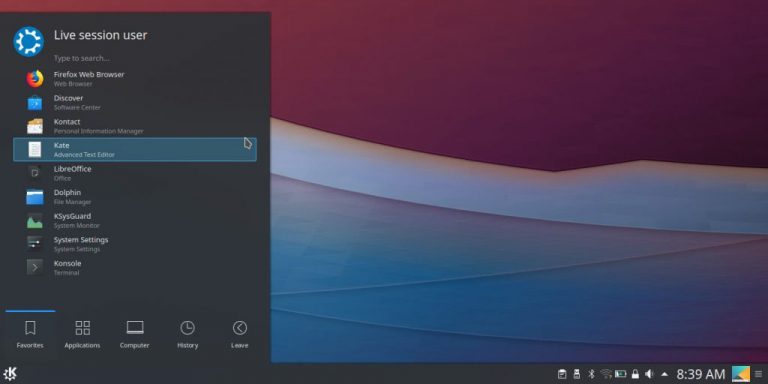 Live session user
Type to search...
Firefox Web Browser
Web Browser
Discover
Software Center
Kontact
Personal Information Manager
Kate
Advanced Text Editor
LibreOffice
Office
Dolphin
File Manager
KSysGuard
System Monitor
System Settings
System Settings
Konsole
Terminal
Favorites Applications Computer History Leave
8:39 AM